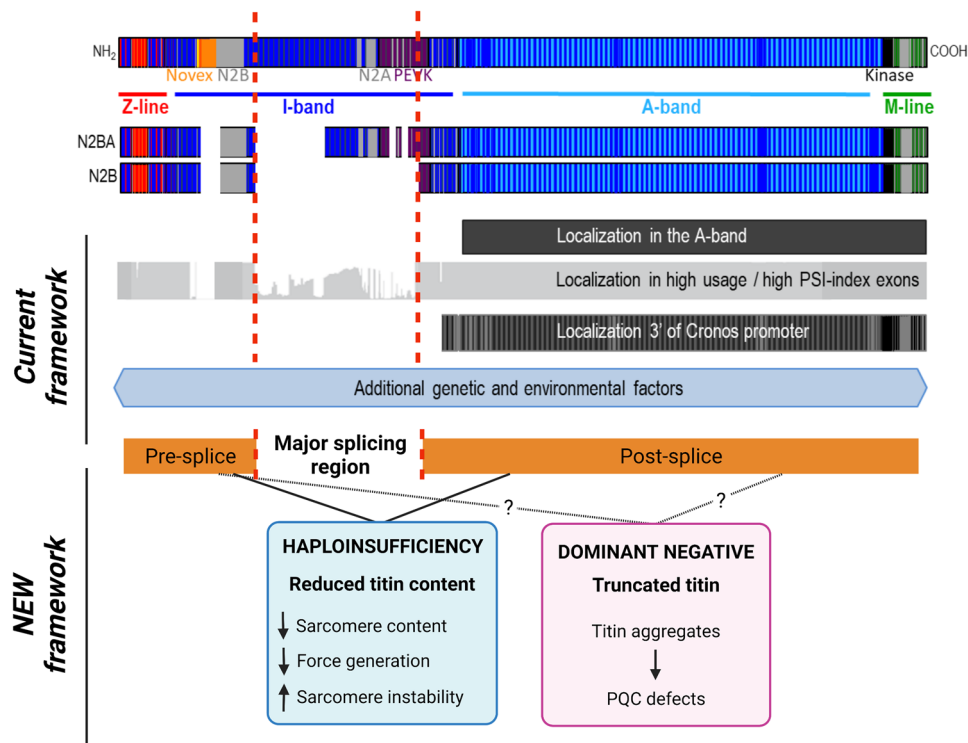 NH2
COOH
Novex
N2B
N2A
PEVK
Kinase
Z-line
I-band
A-band
M-line
N2BA
N2B
Current
framework
Localization in the A-band
Localization in high usage / high PSI-index exons
Localization 3' of Cronos promoter
Additional genetic and environmental factors
Pre-splice
Major splicing
region
Post-splice
NEW
framework
?
?
HAPLOINSUFFICIENCY
Reduced titin content
↓ Sarcomere content
↓ Force generation
↑ Sarcomere instability
DOMINANT NEGATIVE
Truncated titin
Titin aggregates
↓
PQC defects